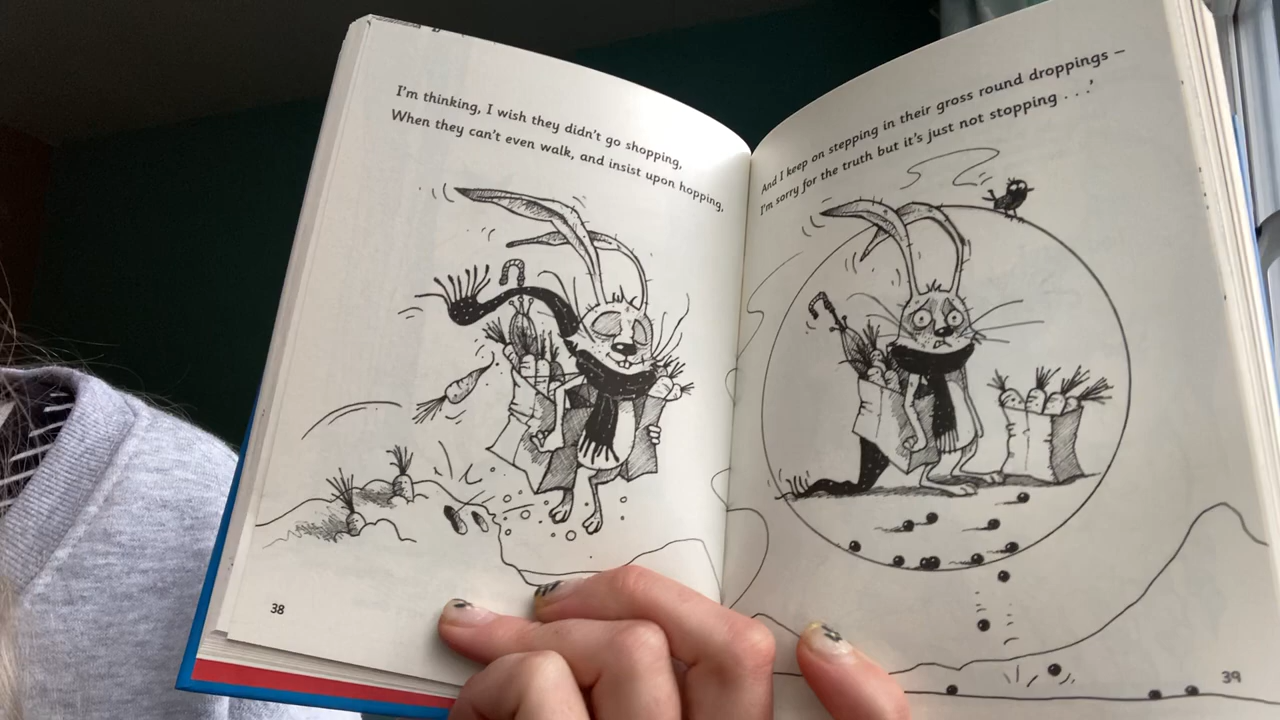 I'm thinking, I wish they didn't go shopping,
When they can't even walk, and insist upon hopping,
38
And I keep on stepping in their gross round droppings –
I'm sorry for the truth but it's just not stopping . . .'
39